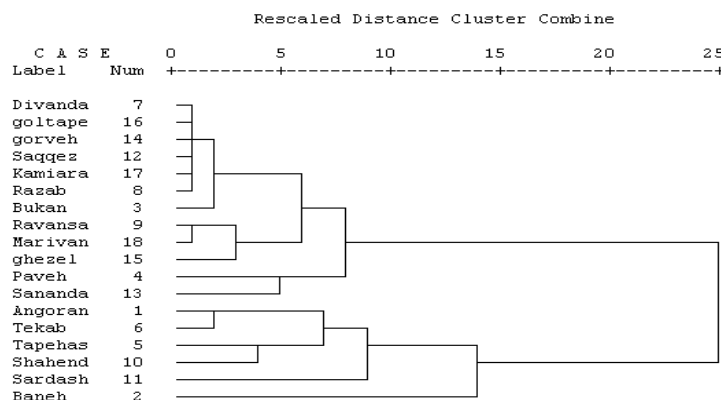 Rescaled Distance Cluster Combine
C A S E 0 5 10 15 20 25
Label Num +---------+---------+---------+---------+---------+
Divanda 7
goltape 16
gorveh 14
Saqqez 12
Kamiara 17
Razab 8
Bukan 3
Ravansa 9
Marivan 18
ghezel 15
Paveh 4
Sananda 13
Angoran 1
Tekab 6
Tapehas 5
Shahend 10
Sardash 11
Baneh 2